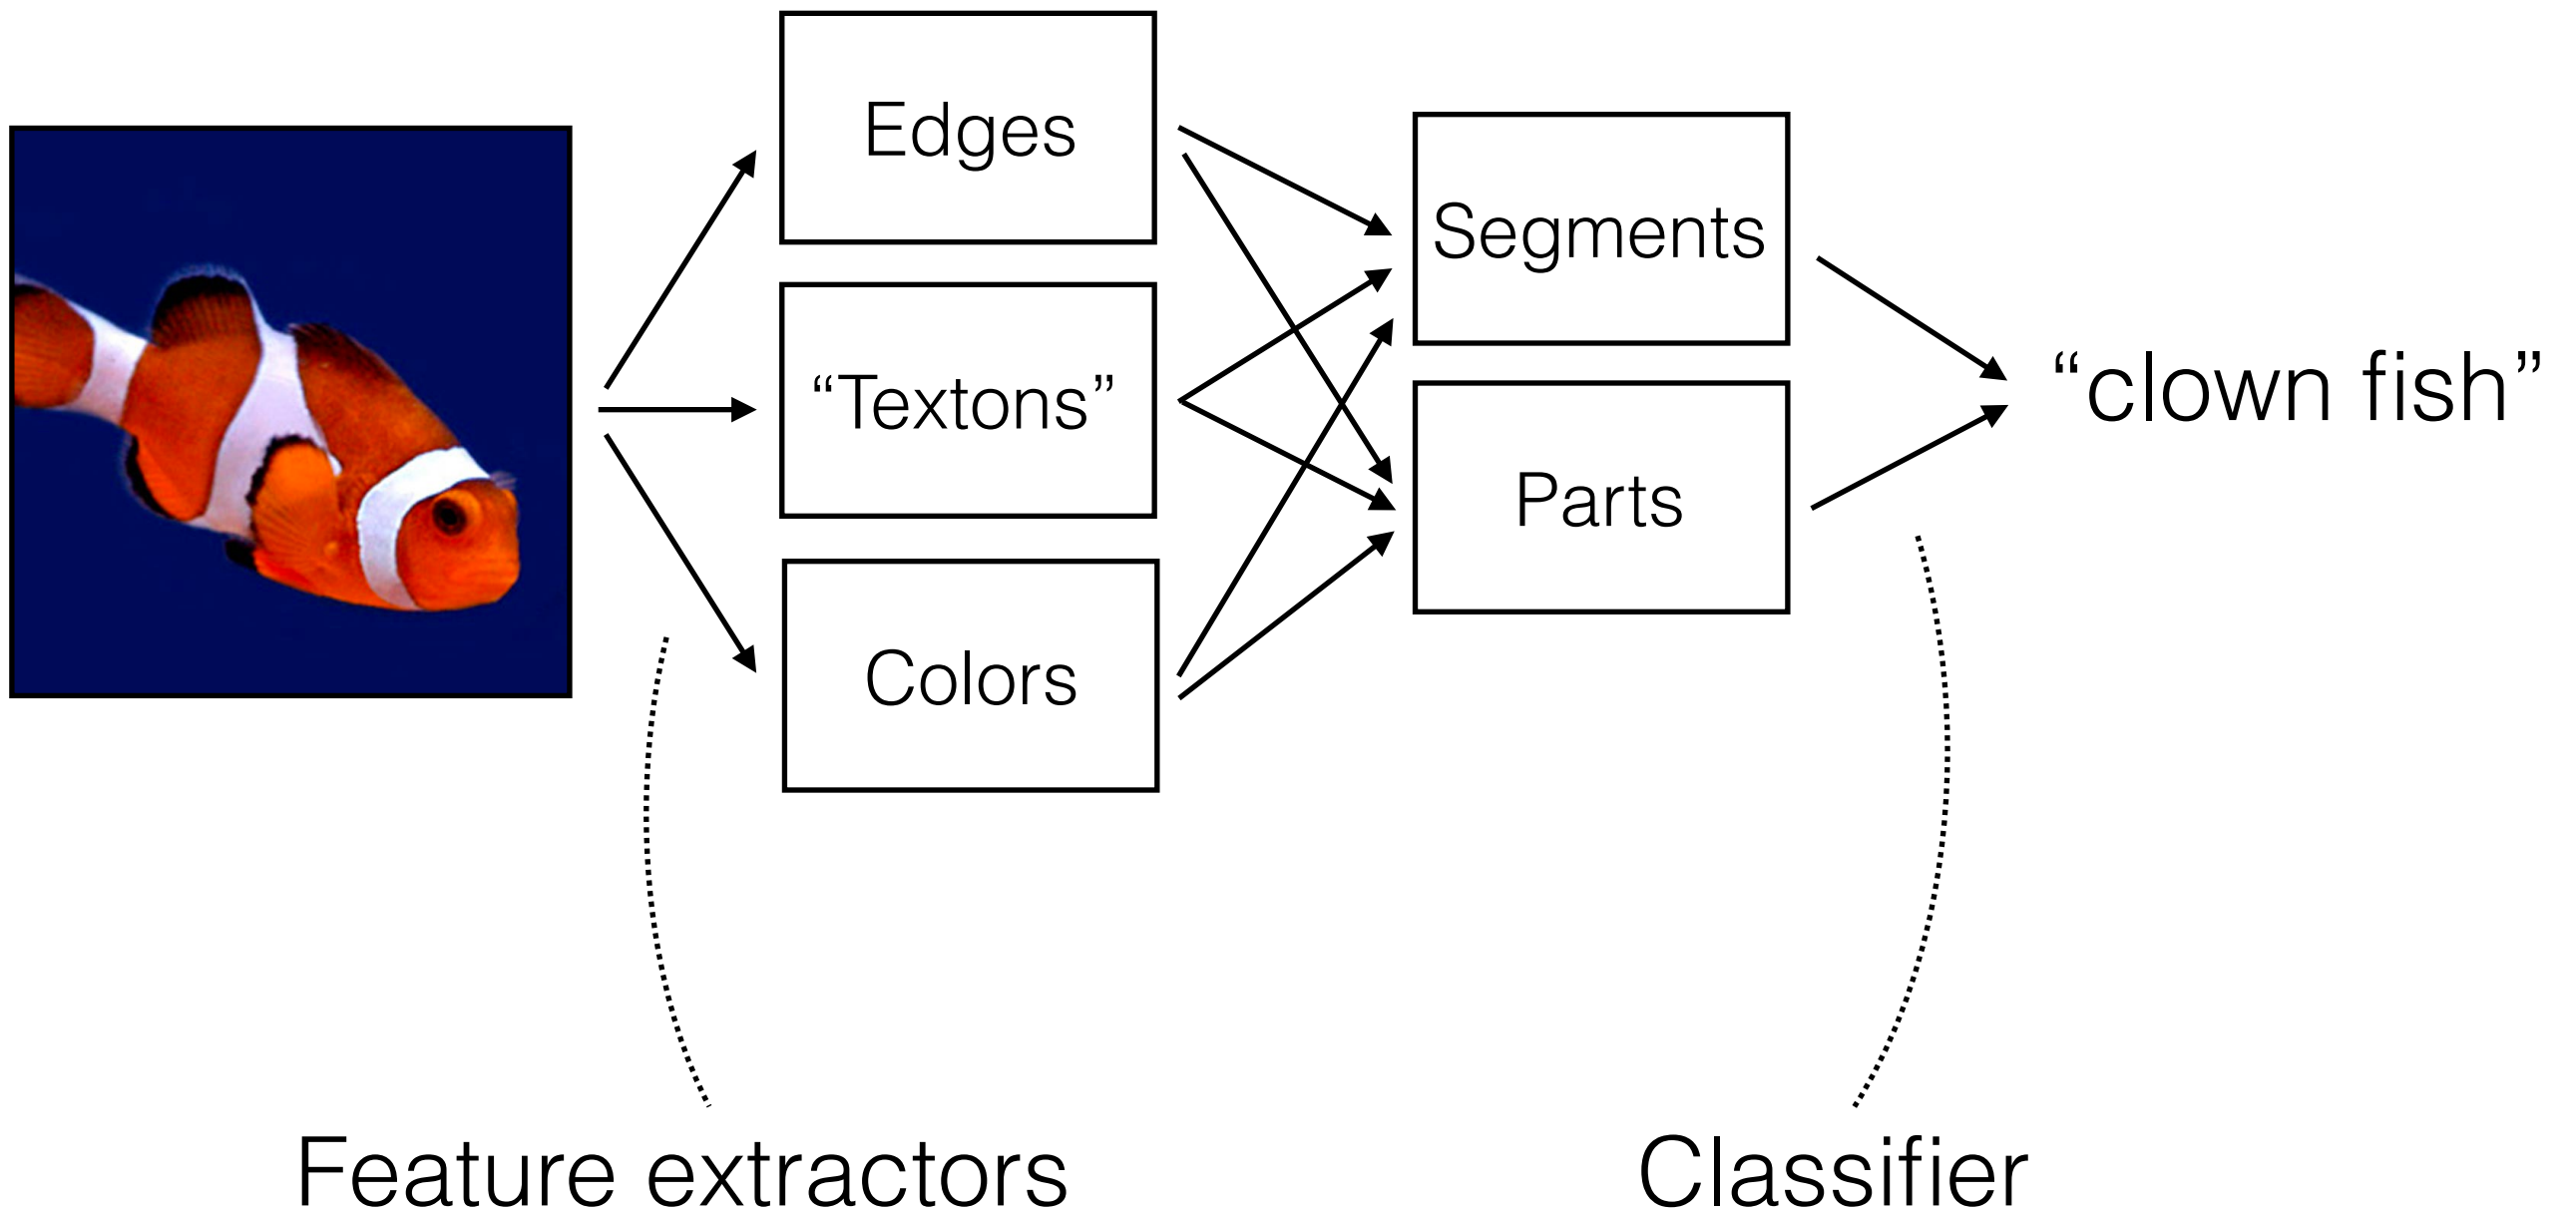 Edges
“Textons”
Colors
Segments
Parts
“clown fish”
Feature extractors
Classifier